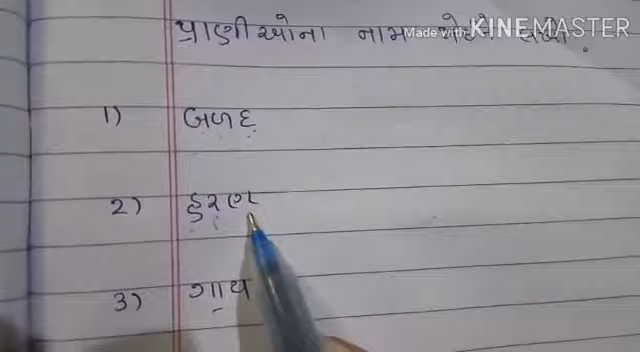 પ્રાણીઓના નામ
Made with KINEMASTER
1) બળદ
2) હરણ
3) ગાય